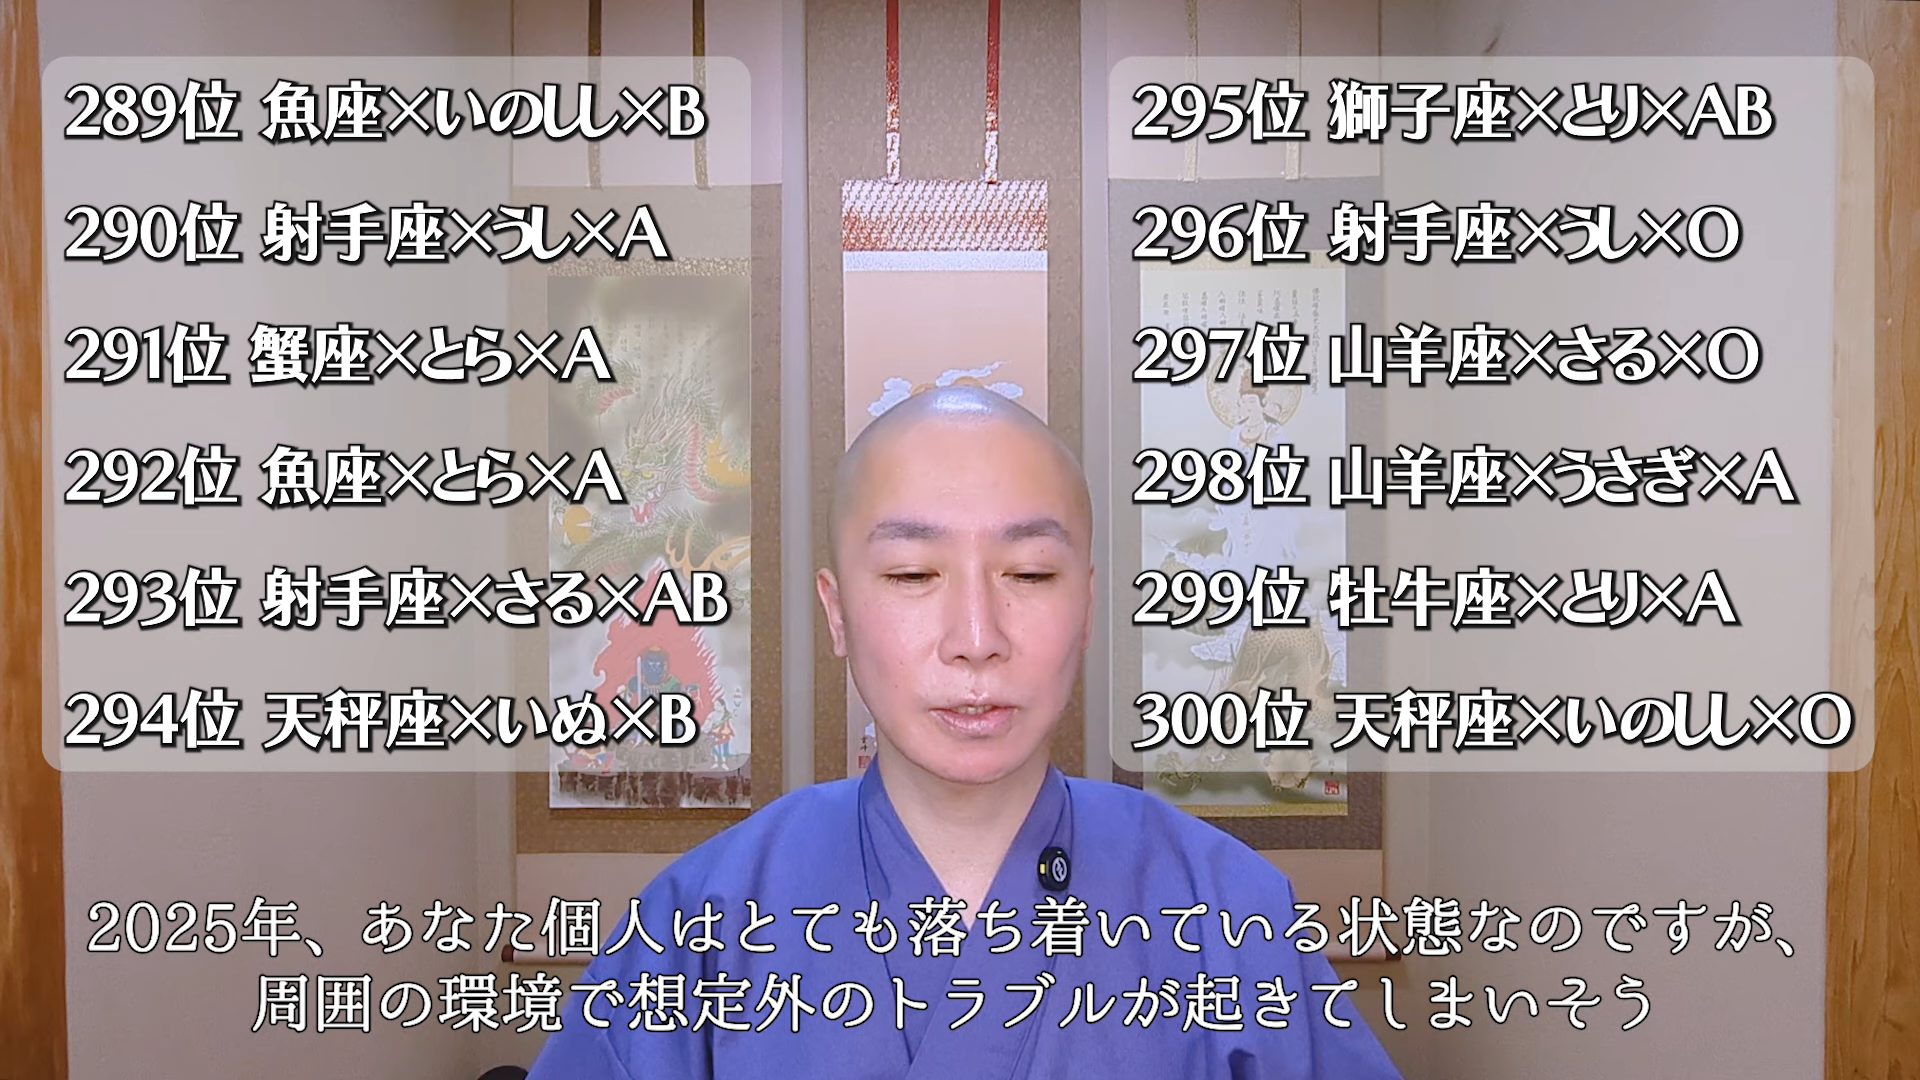 289位 魚座×いのしし×B
290位 射手座×うし×A
291位 蟹座×とら×A
292位 魚座×とら×A
293位 射手座×さる×AB
294位 天秤座×いぬ×B
295位 獅子座×とり×AB
296位 射手座×うし×O
297位 山羊座×さる×O
298位 山羊座×うさぎ×A
299位 牡牛座×とり×A
300位 天秤座×いのしし×O
2025年、あなた個人はとても落ち着いている状態なのですが、
周囲の環境で想定外のトラブルが起きてしまいそう